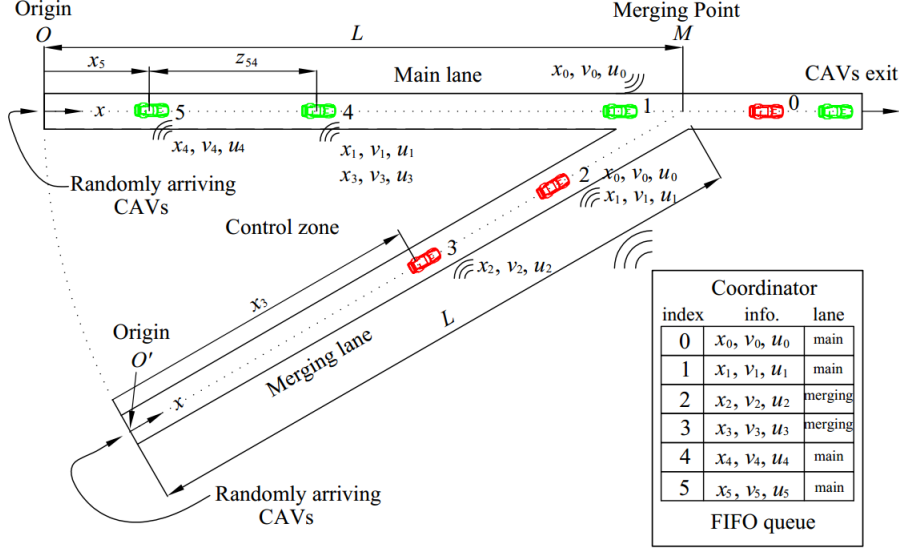 Origin
O
L
Merging Point
M
x5
z54
Main lane
x0, v0, u0
CAVs exit
x
5
4
1
0
x4, v4, u4
x1, v1, u1
x3, v3, u3
2
x0, v0, u0
x1, v1, u1
Randomly arriving
CAVs
Control zone
3
x2, v2, u2
x3
L
Origin
O'
x
Merging lane
Randomly arriving
CAVs
Coordinator
index info. lane
0 x0, v0, u0 main
1 x1, v1, u1 main
2 x2, v2, u2 merging
3 x3, v3, u3 merging
4 x4, v4, u4 main
5 x5, v5, u5 main
FIFO queue